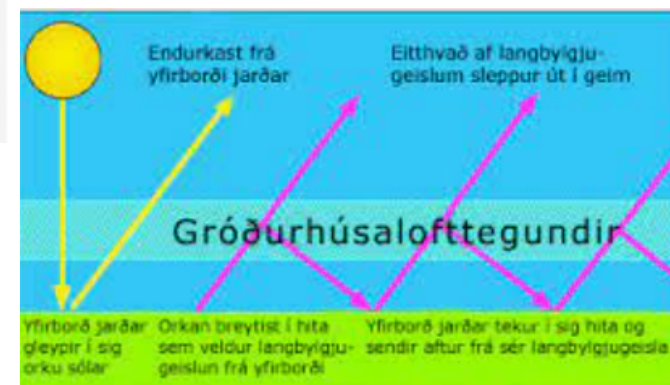 Endurkast frá
yfirborði jarðar
Eitthvað af langbylgju-
geislum sleppur út í geim
Gróðurhúsalofttegundir
Yfirborð jarðar
gleypir í sig
orku sólar
Orkan breytist í hita
sem veldur langbylgju-
geislun frá yfirborði
Yfirborð jarðar tekur í sig hita og
sendir aftur frá sér langbylgjugeisla